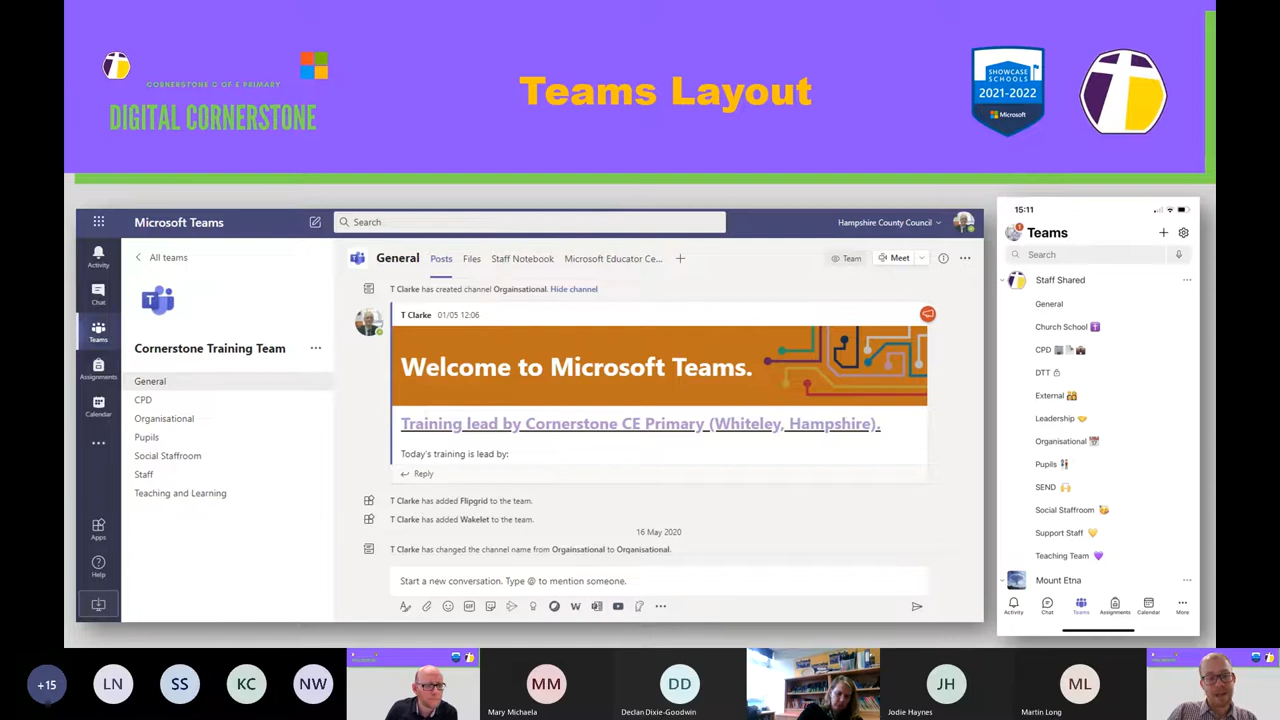 CORNERSTONE C OF E PRIMARY
DIGITAL CORNERSTONE
Teams Layout
SHOWCASE
SCHOOLS
2021-2022
Microsoft
Microsoft Teams
Search
Hampshire County Council
Activity
Chat
Teams
Assignments
Calendar
Apps
Help
All teams
Cornerstone Training Team
General
CPD
Organisational
Pupils
Social Staffroom
Staff
Teaching and Learning
General Posts Files Staff Notebook Microsoft Educator Ce... +
Team Meet
T Clarke has created channel Orgainsational. Hide channel
T Clarke 01/05 12:06
Welcome to Microsoft Teams.
Training lead by Cornerstone CE Primary (Whiteley, Hampshire).
Today's training is lead by:
Reply
T Clarke has added Flipgrid to the team.
T Clarke has added Wakelet to the team.
16 May 2020
T Clarke has changed the channel name from Orgainsational to Organisational.
Start a new conversation. Type @ to mention someone.
15:11
Teams
Search
Staff Shared
General
Church School
CPD
DTT
External
Leadership
Organisational
Pupils
SEND
Social Staffroom
Support Staff
Teaching Team
Mount Etna
Activity Chat Teams Assignments Calendar More
+15 LN SS KC NW MM DD JH ML
Mary Michaela Declan Dixie-Goodwin Jodie Haynes Martin Long